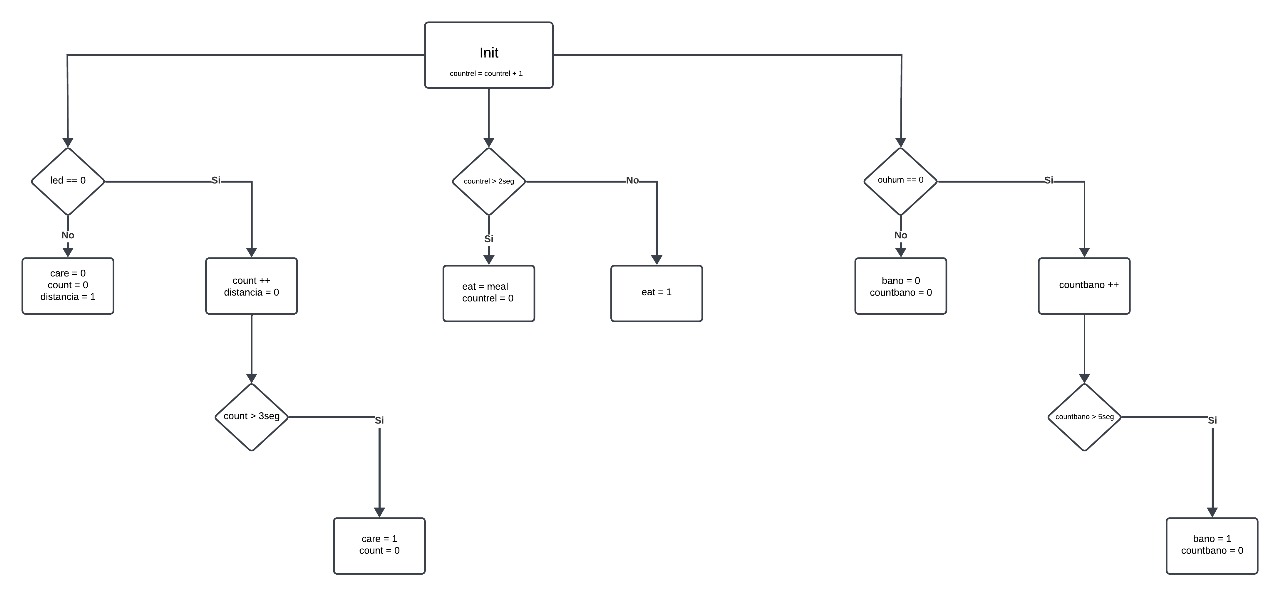 Init
countrel = countrel + 1
led == 0
Si
No
care = 0
count = 0
distancia = 1
count ++
distancia = 0
count > 3seg
Si
care = 1
count = 0
countrel > 2seg
No
Si
eat = meal
countrel = 0
eat = 1
ouhum == 0
Si
No
bano = 0
countbano = 0
countbano ++
countbano > 5seg
Si
bano = 1
countbano = 0